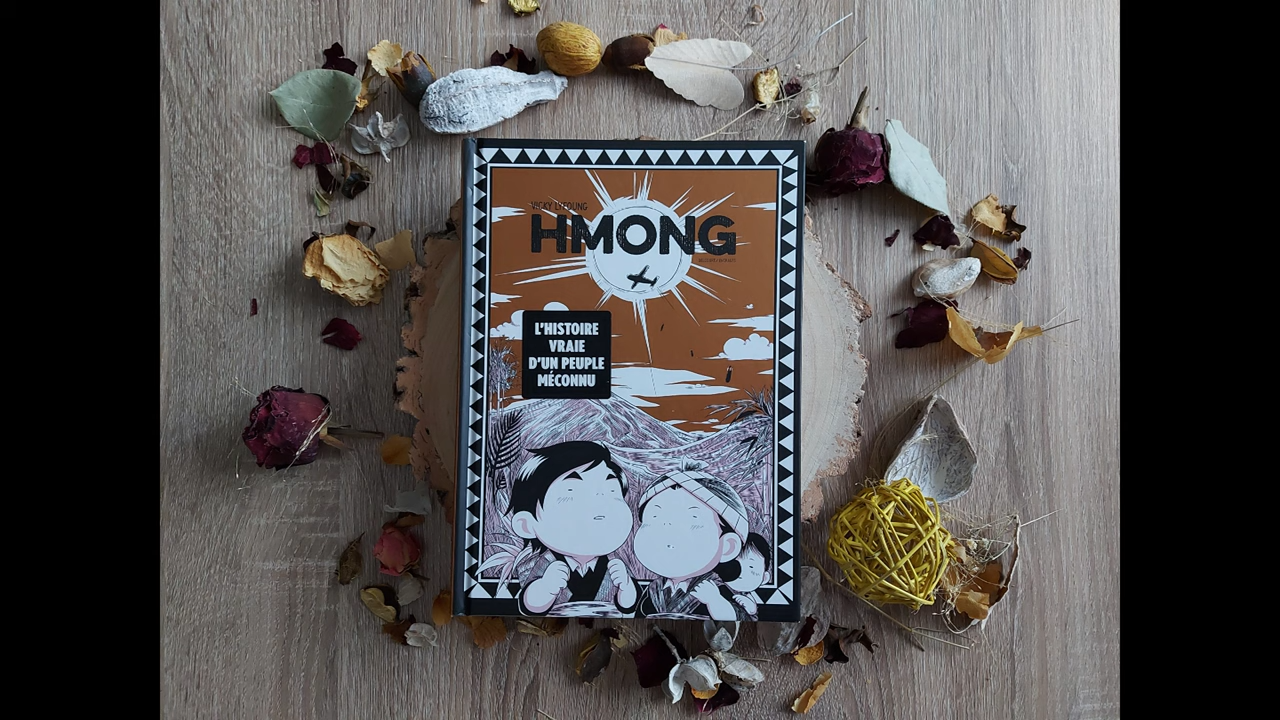 VICKY LYFOUNG
HMONG
L'HISTOIRE
VRAIE
D'UN PEUPLE
MÉCONNU